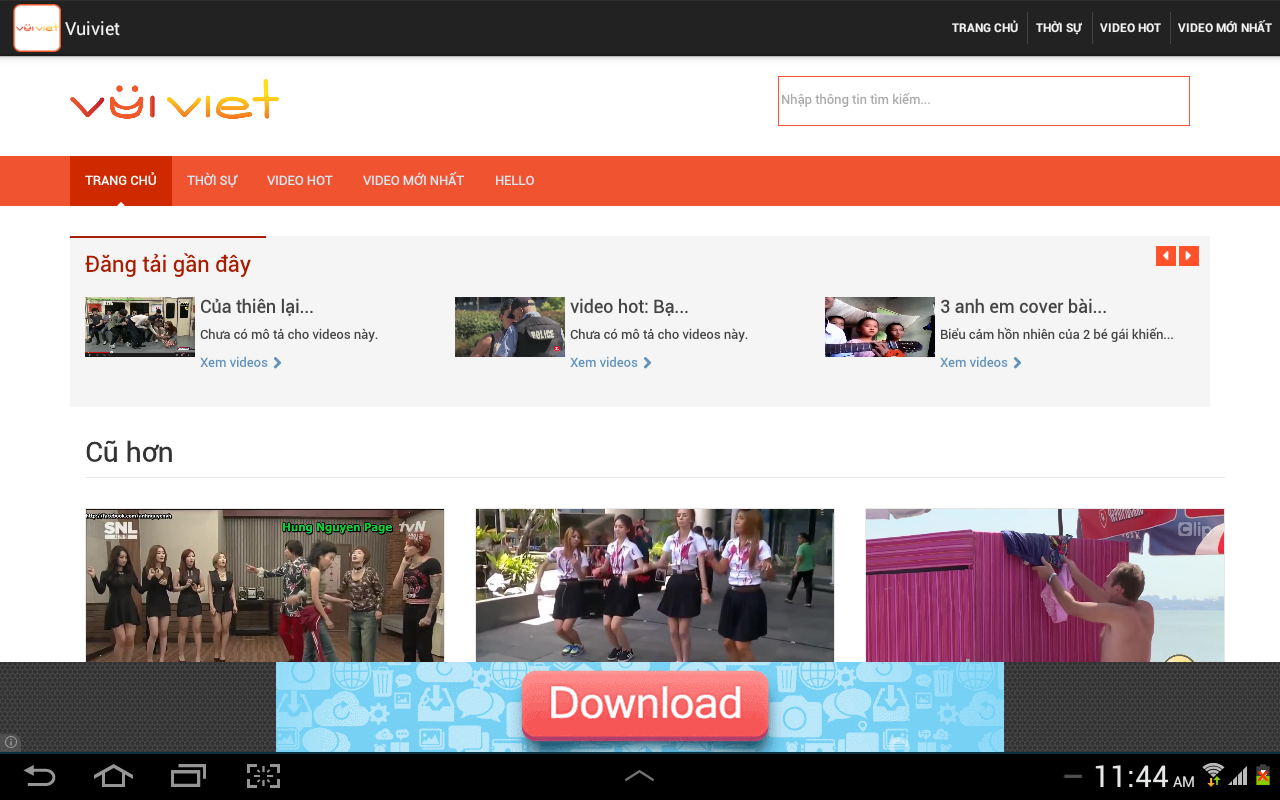 vui viet
Vuiviet
TRANG CHỦ
THỜI SỰ
VIDEO HOT
VIDEO MỚI NHẤT
vui viet
Nhập thông tin tìm kiếm...
TRANG CHỦ
THỜI SỰ
VIDEO HOT
VIDEO MỚI NHẤT
HELLO
Đăng tải gần đây
Của thiên lại...
Chưa có mô tả cho videos này.
Xem videos
video hot: Bạ...
Chưa có mô tả cho videos này.
Xem videos
POLICE
3 anh em cover bài...
Biểu cảm hồn nhiên của 2 bé gái khiến...
Xem videos
Cũ hơn
SNL
Hung Nguyen Page
tvN
Clip
Download
11:44 AM